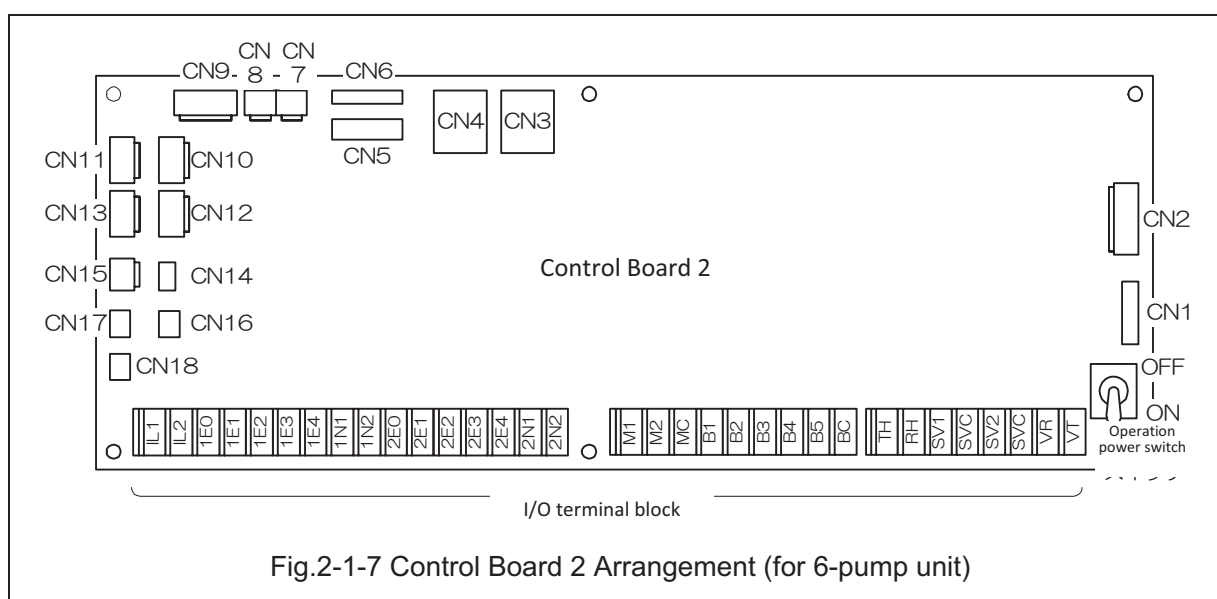 CN CN
CN9 8 7 CN6
CN4 CN3
CN5
CN11 CN10
CN13 CN12
CN2
Control Board 2
CN15 CN14
CN17 CN16
CN1
CN18
OFF
ON
Operation
power switch
IL1 IL2 1E0 1E1 1E2 1E3 1E4 1N1 1N2 2E0 2E1 2E2 2E3 2E4 2N1 2N2 M1 M2 MC B1 B2 B3 B4 B5 BC TH RH SV1 SVC SV2 SVC VR VT
I/O terminal block
Fig.2-1-7 Control Board 2 Arrangement (for 6-pump unit)